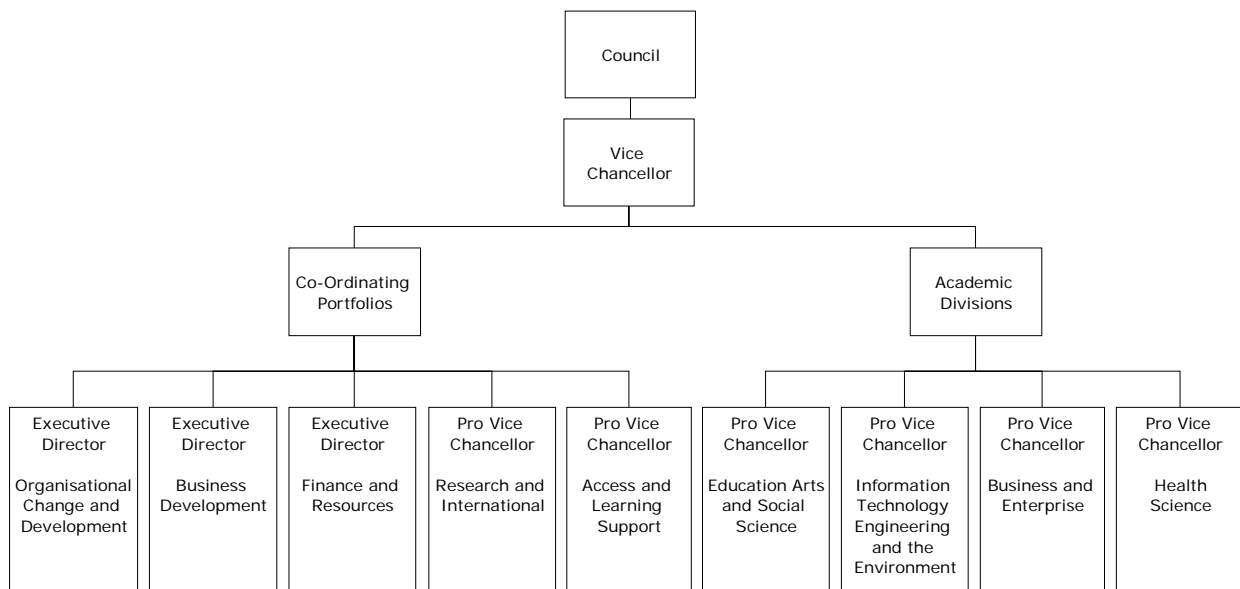 Council
Vice
Chancellor
Co-Ordinating
Portfolios
Academic
Divisions
Executive
Director
Organisational
Change and
Development
Executive
Director
Business
Development
Executive
Director
Finance and
Resources
Pro Vice
Chancellor
Research and
International
Pro Vice
Chancellor
Access and
Learning
Support
Pro Vice
Chancellor
Education Arts
and Social
Science
Pro Vice
Chancellor
Information
Technology
Engineering
and the
Environment
Pro Vice
Chancellor
Business and
Enterprise
Pro Vice
Chancellor
Health
Science